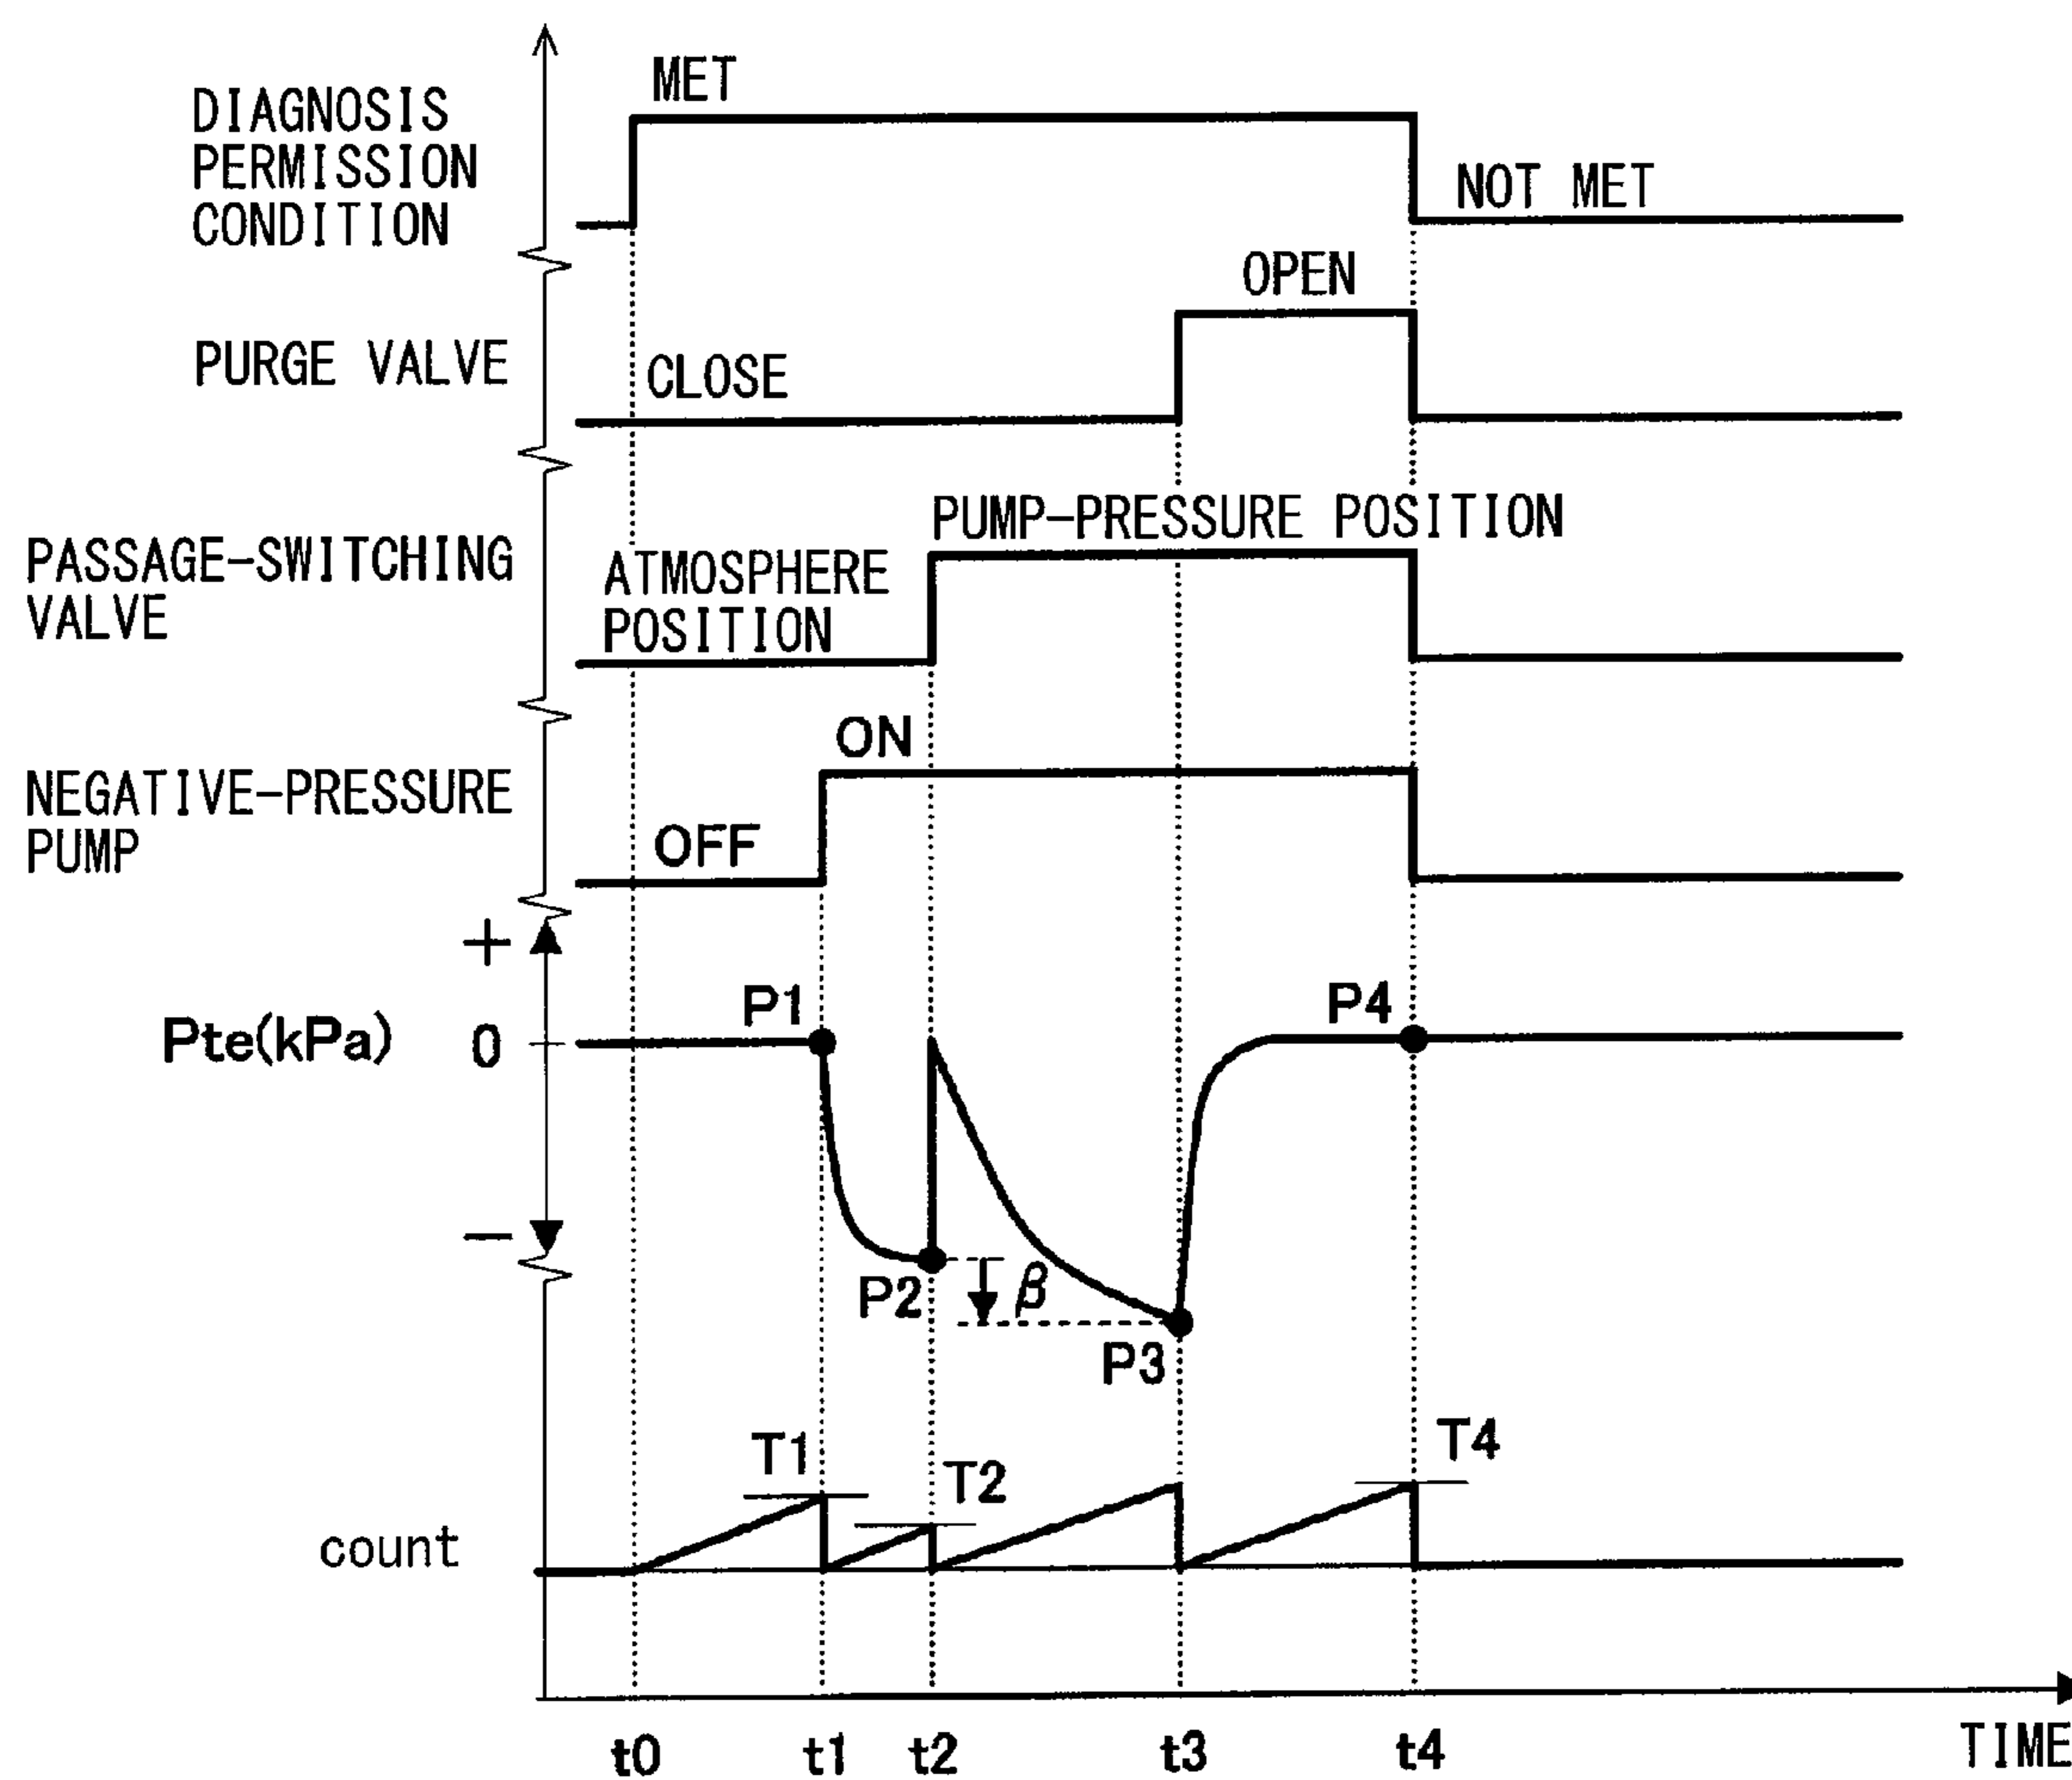 MET
DIAGNOSIS
PERMISSION
CONDITION
NOT MET
OPEN
PURGE VALVE
CLOSE
PUMP-PRESSURE POSITION
PASSAGE-SWITCHING
VALVE
ATMOSPHERE
POSITION
ON
NEGATIVE-PRESSURE
PUMP
OFF
+
P1
P4
Pte(kPa)
0
−
P2
β
P3
T1
T2
T4
count
t0
t1
t2
t3
t4
TIME